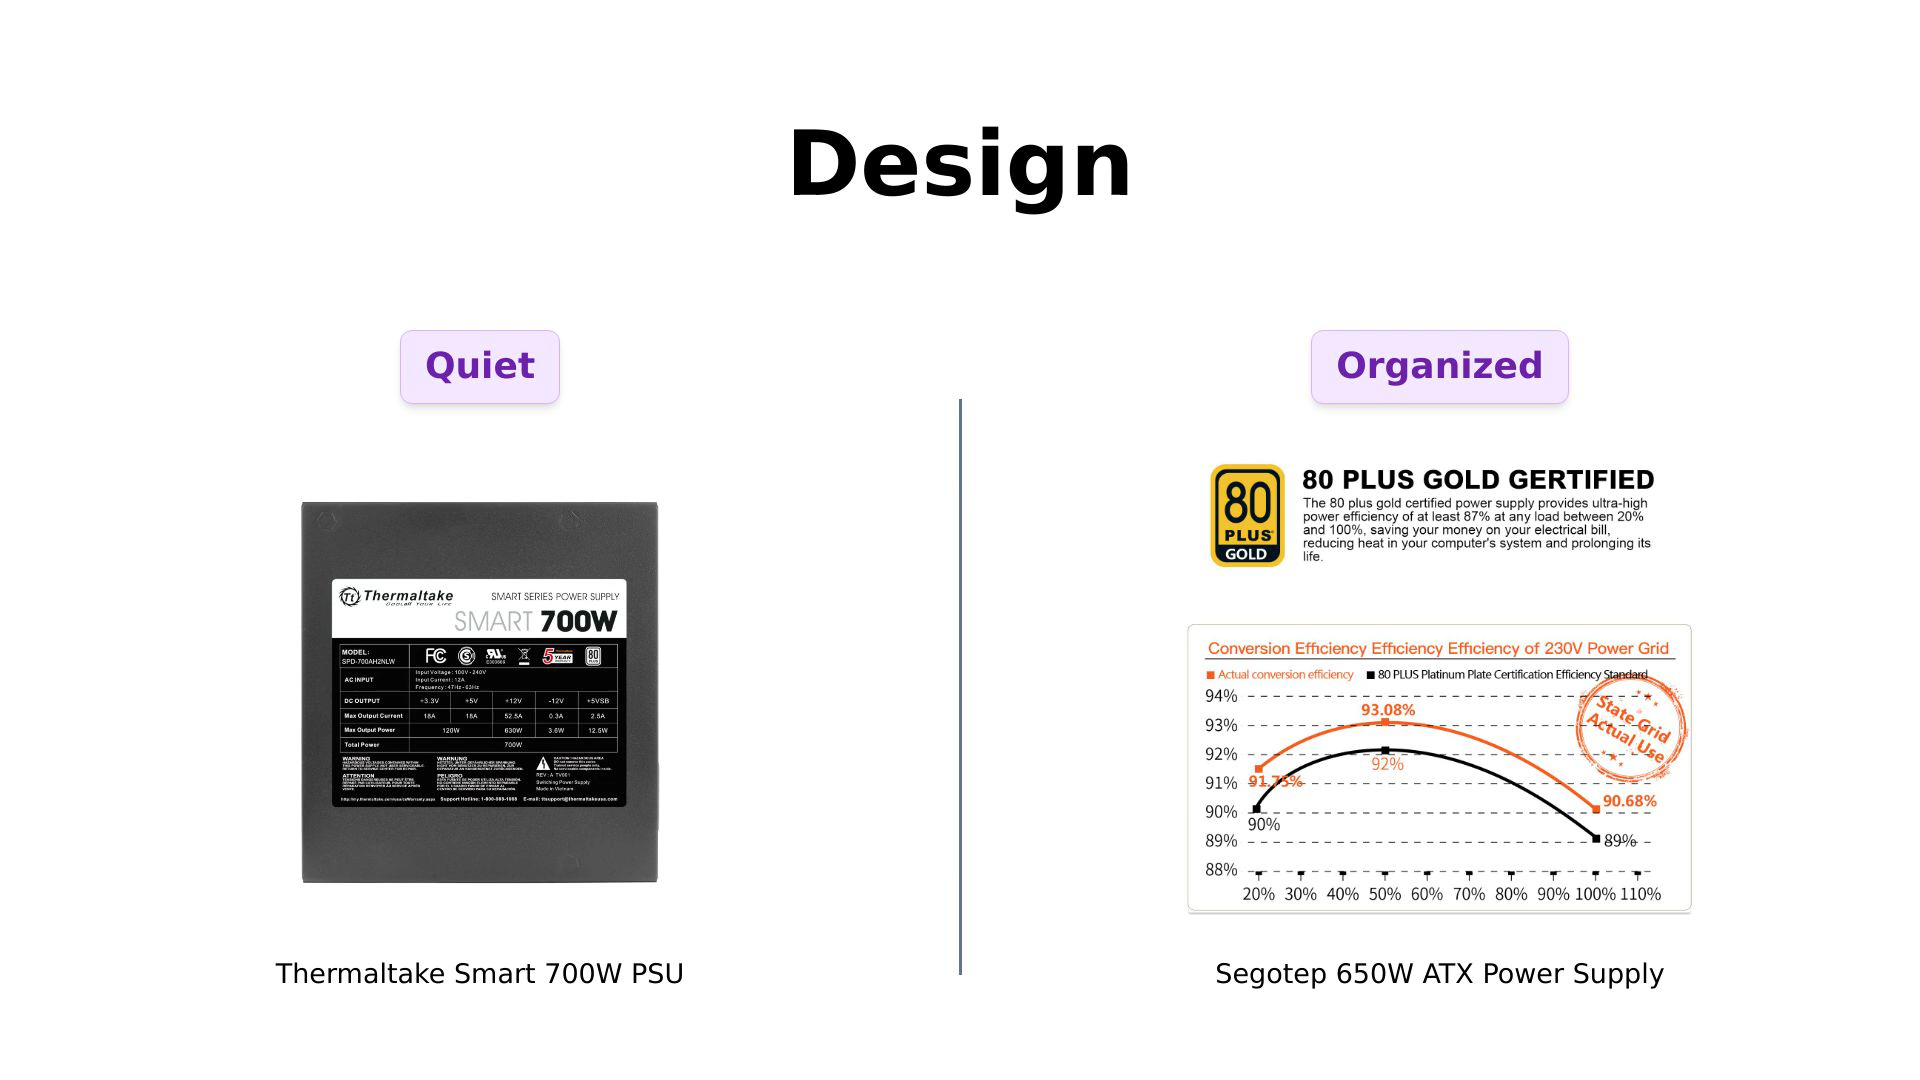 Design
Quiet
Organized
Thermaltake
COOL all YOUR LIFE
SMART SERIES POWER SUPPLY
SMART 700W
MODEL:
SPD-700AH2NLW
5 YEAR
80
AC INPUT
Input Voltage: 100V - 240V
Input Current: 12A
Frequency: 47Hz - 63Hz
DC OUTPUT +3.3V +5V +12V -12V +5VSB
Max Output Current 18A 18A 52.5A 0.3A 2.5A
Max Output Power 120W 630W 3.6W 12.5W
Total Power 700W
WARNING
WARNUNG
ATTENTION
PELIGRO
REV.: A TV001
Switching Power Supply
Made in Vietnam
Support Hotline: 1-800-988-1088
E-mail: ttsupport@thermaltakeusa.com
Thermaltake Smart 700W PSU
80
PLUS
GOLD
80 PLUS GOLD GERTIFIED
The 80 plus gold certified power supply provides ultra-high
power efficiency of at least 87% at any load between 20%
and 100%, saving your money on your electrical bill,
reducing heat in your computer's system and prolonging its
life.
Conversion Efficiency Efficiency Efficiency of 230V Power Grid
Actual conversion efficiency 80 PLUS Platinum Plate Certification Efficiency Standard
State Grid
Actual Use
94%
93%
92%
91%
90%
89%
88%
93.08%
92%
91.75%
90%
90.68%
89%
20% 30% 40% 50% 60% 70% 80% 90% 100% 110%
Segotep 650W ATX Power Supply